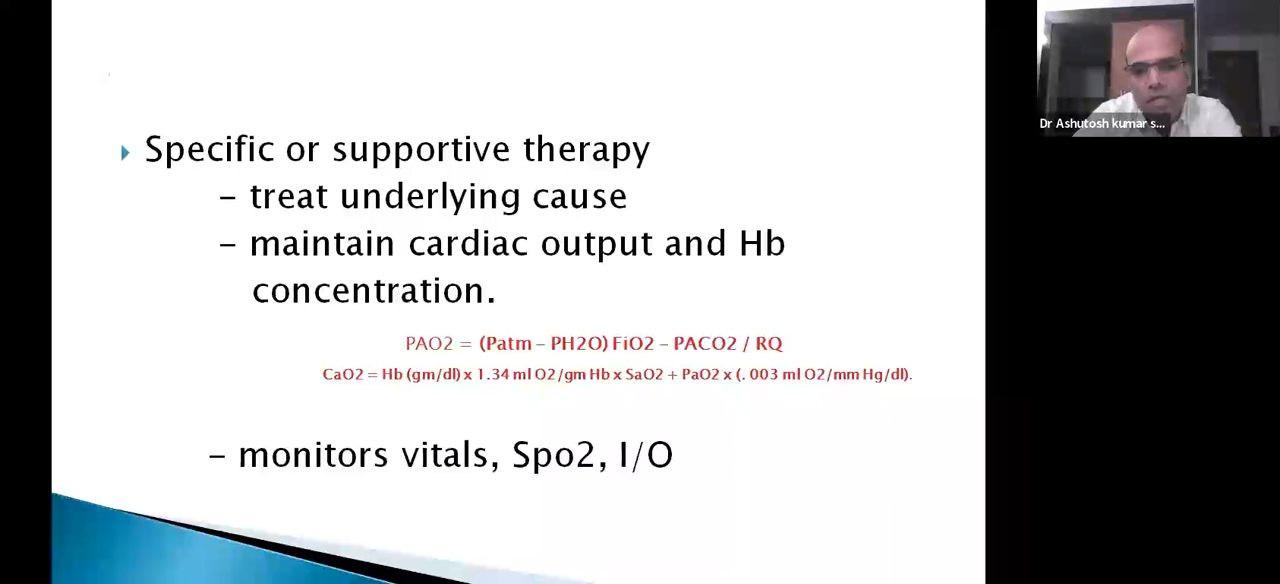 Specific or supportive therapy
– treat underlying cause
– maintain cardiac output and Hb
concentration.
PAO2 = (Patm – PH2O) FiO2 – PACO2 / RQ
CaO2 = Hb (gm/dl) x 1.34 ml O2/gm Hb x SaO2 + PaO2 x (. 003 ml O2/mm Hg/dl).
– monitors vitals, Spo2, I/O
Dr Ashutosh kumar s...